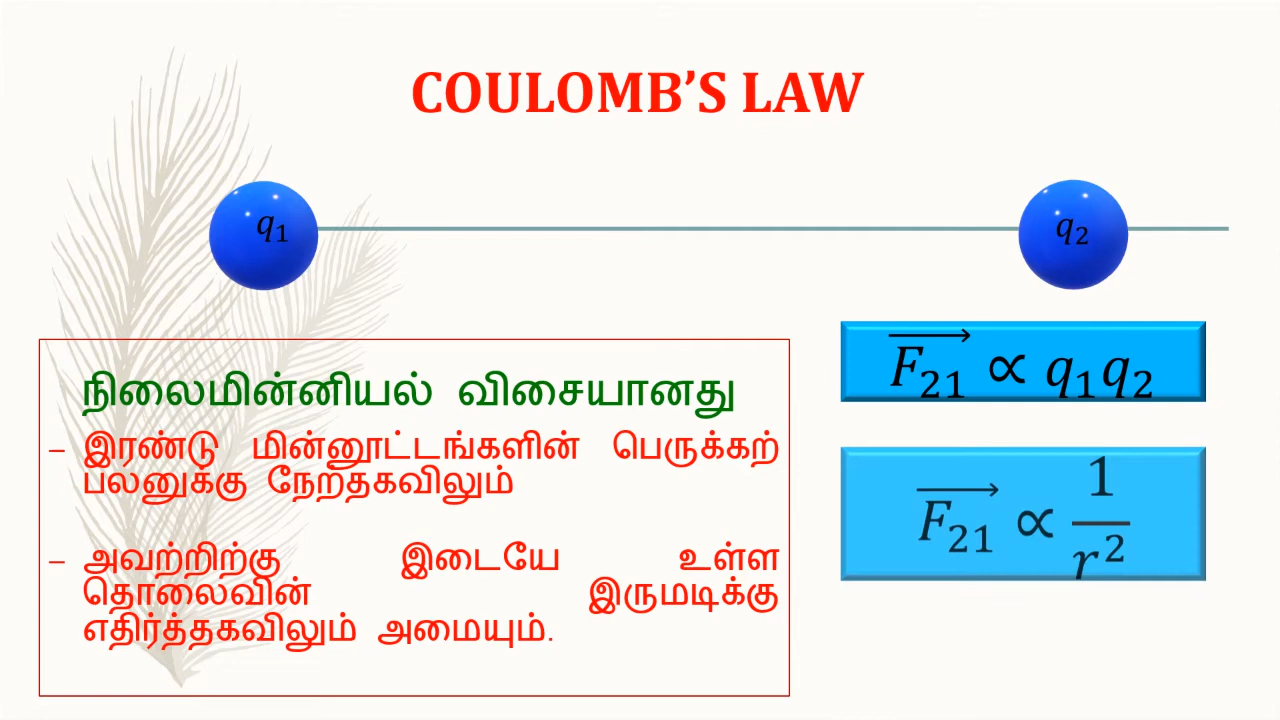 COULOMB’S LAW
q₁
q₂
நிலைமின்னியல் விசையானது
– இரண்டு மின்னூட்டங்களின் பெருக்கற்
பலனுக்கு நேர்தகவிலும்
– அவற்றிற்கு இடையே உள்ள
தொலைவின் இருமடிக்கு
எதிர்த்தகவிலும் அமையும்.
F₂₁→ ∝ q₁q₂
F₂₁→ ∝ 1/r²